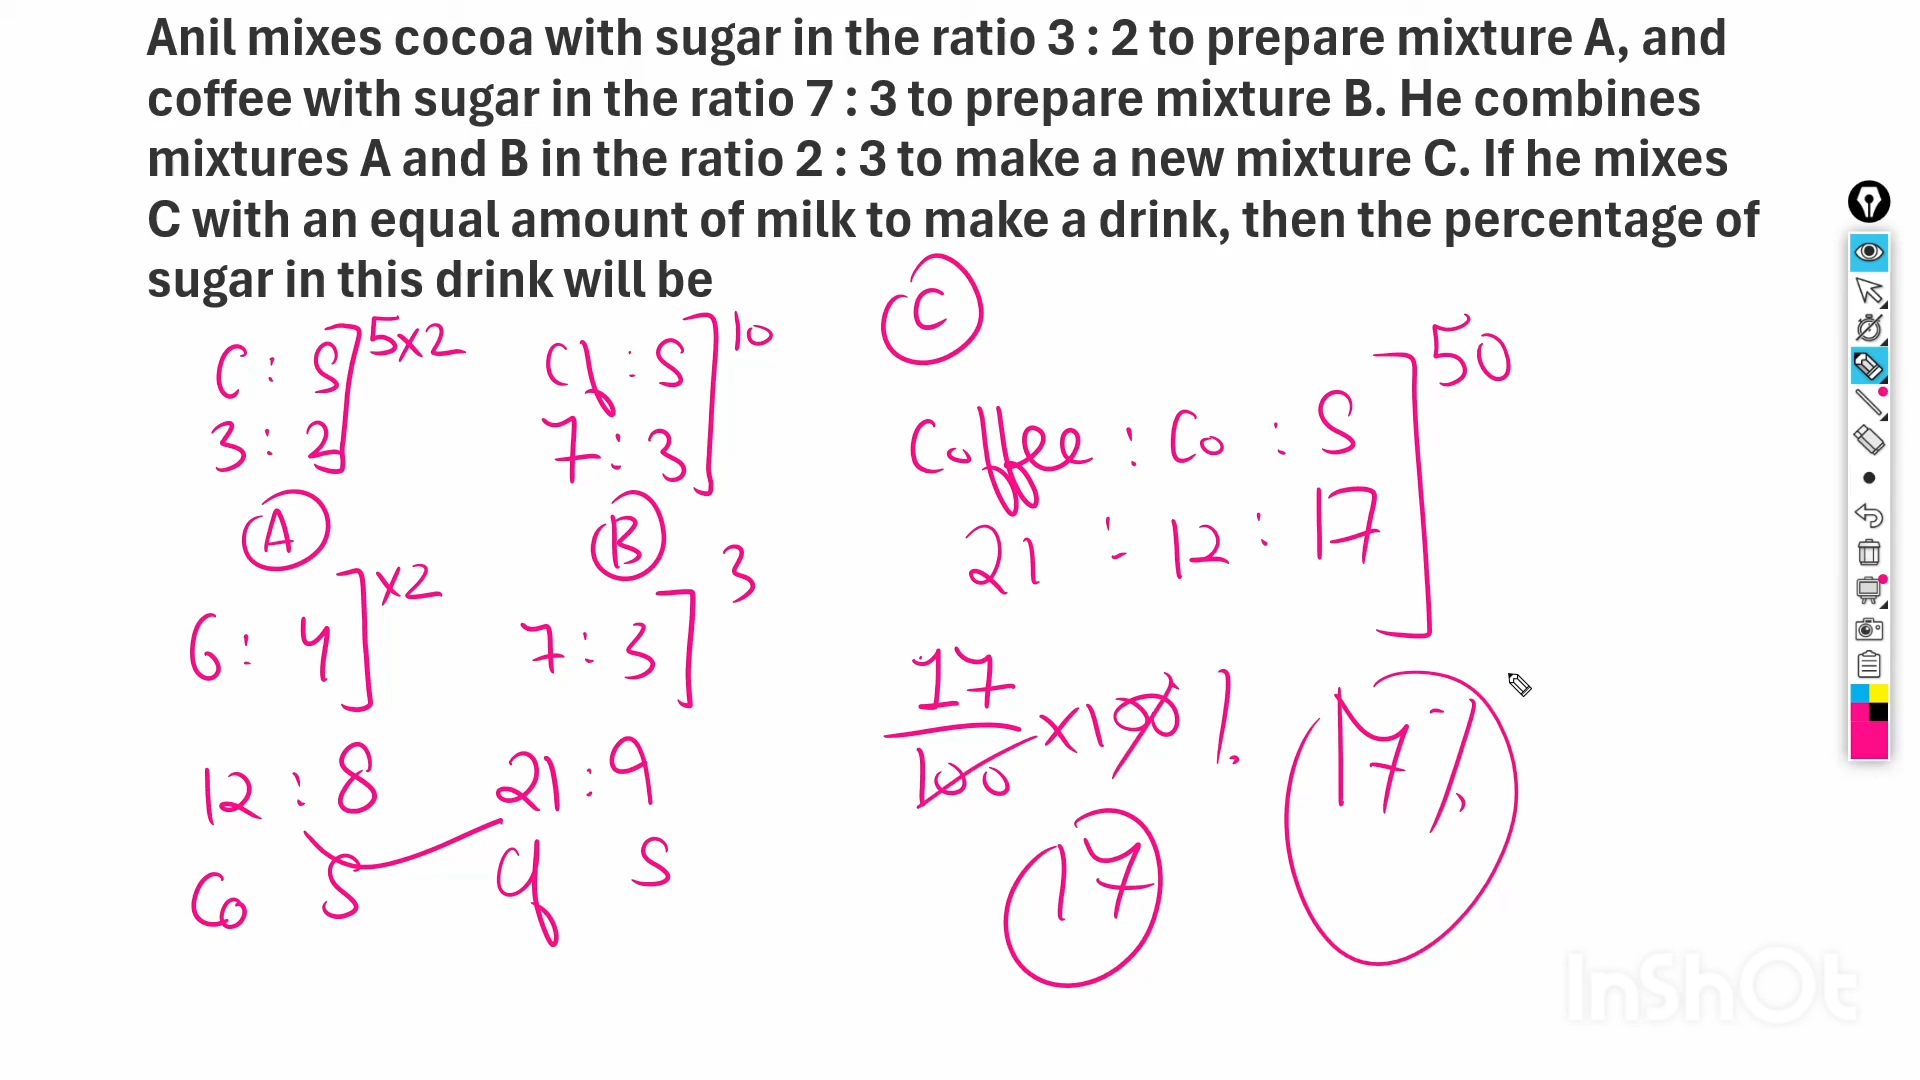 Anil mixes cocoa with sugar in the ratio 3 : 2 to prepare mixture A, and
coffee with sugar in the ratio 7 : 3 to prepare mixture B. He combines
mixtures A and B in the ratio 2 : 3 to make a new mixture C. If he mixes
C with an equal amount of milk to make a drink, then the percentage of
sugar in this drink will be
C
C : S 5x2
Cf : S 10
50
3 : 2
7 : 3
Coffee : Co : S
A
B
21 : 12 : 17
6 : 4 x2
7 : 3 3
17
100 x100 %
17%
12 : 8
21 : 9
Co S
Cf S
17
InShOt